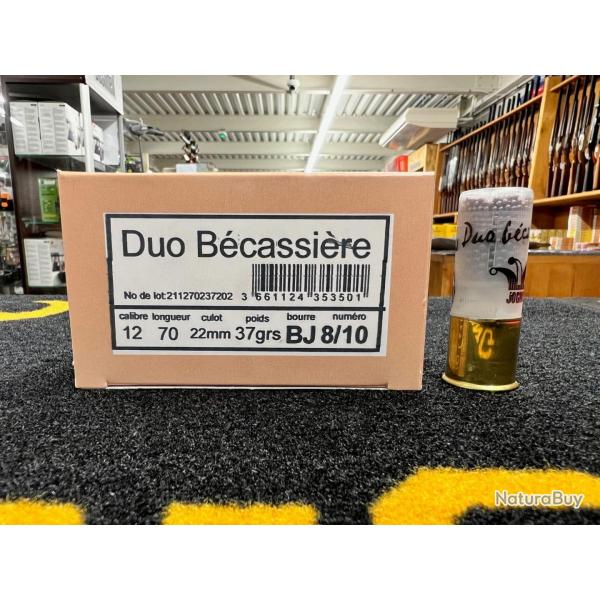 Duo Bécassière
No de lot:211270237202
3 661124 353501
calibre longueur culot poids bourre numéro
12 70 22mm 37grs BJ 8/10
Duo béc
NaturaBuy